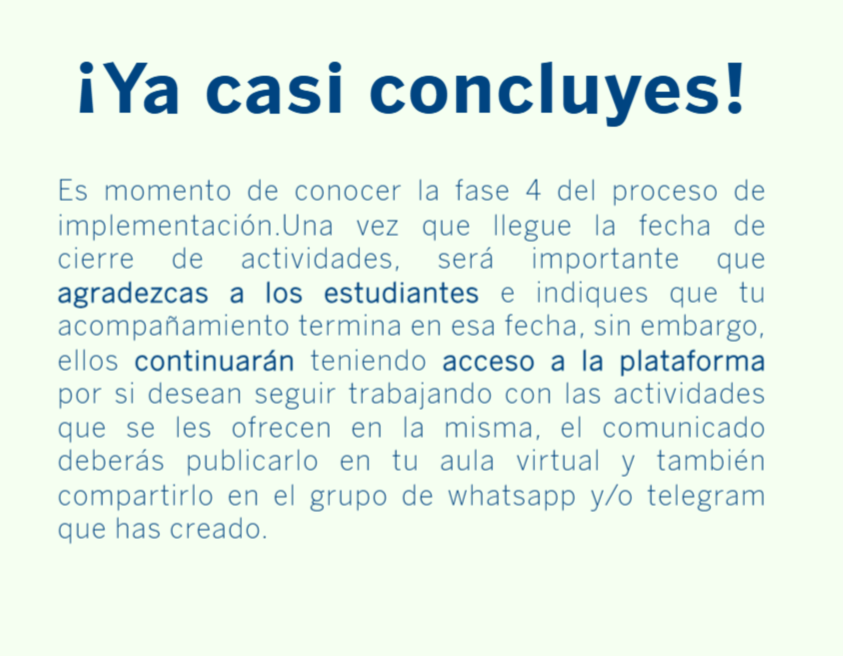 ¡Ya casi concluyes!
Es momento de conocer la fase 4 del proceso de
implementación.Una vez que llegue la fecha de
cierre de actividades, será importante que
agradezcas a los estudiantes e indiques que tu
acompañamiento termina en esa fecha, sin embargo,
ellos continuarán teniendo acceso a la plataforma
por si desean seguir trabajando con las actividades
que se les ofrecen en la misma, el comunicado
deberás publicarlo en tu aula virtual y también
compartirlo en el grupo de whatsapp y/o telegram
que has creado.